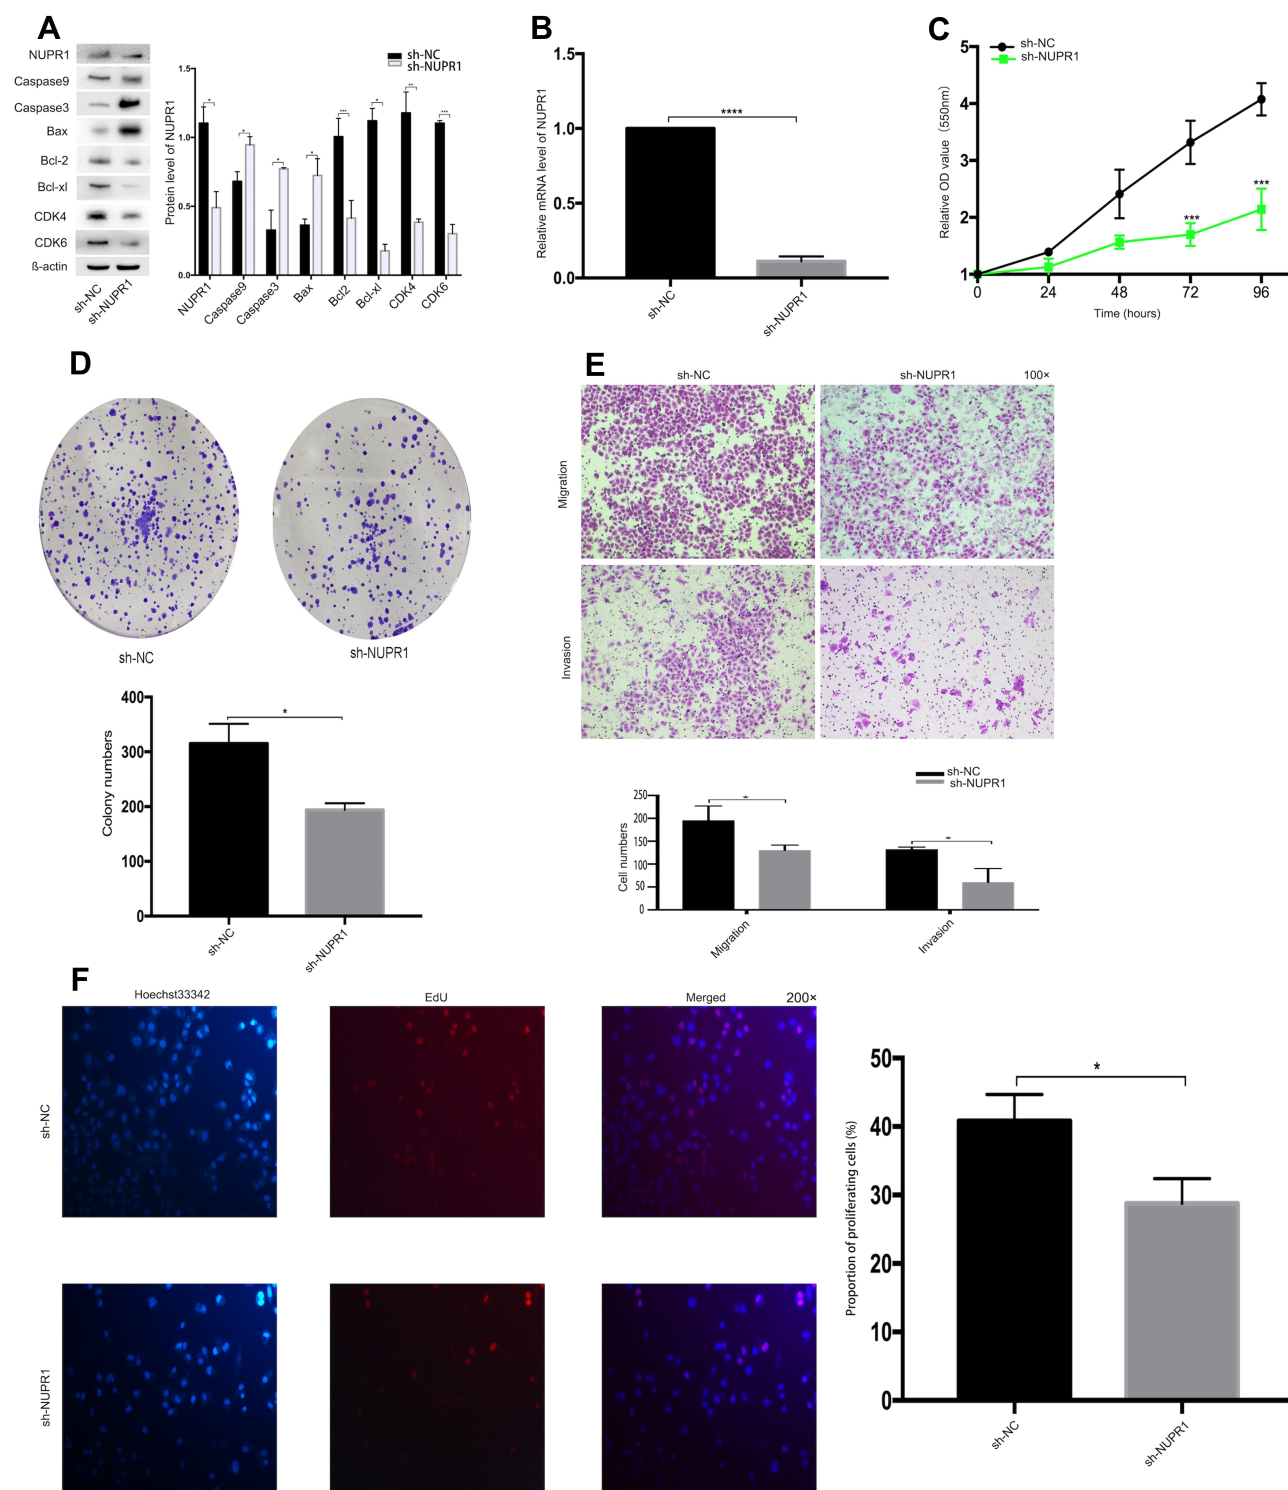 A
NUPR1
Caspase9
Caspase3
Bax
Bcl-2
Bcl-xl
CDK4
CDK6
ß-actin
sh-NC
sh-NUPR1
sh-NC
sh-NUPR1
Protein level of NUPR1
1.5
1.0
0.5
0.0
*
*
*
*
***
*
**
***
NUPR1
Caspase9
Caspase3
Bax
Bcl2
Bcl-xl
CDK4
CDK6
B
Relative mRNA level of NUPR1
1.5
1.0
0.5
0.0
****
sh-NC
sh-NUPR1
C
sh-NC
sh-NUPR1
Relative OD value (550nm)
5
4
3
2
1
***
***
0
24
48
72
96
Time (hours)
D
sh-NC
sh-NUPR1
Colony numbers
400
300
200
100
0
*
sh-NC
sh-NUPR1
E
sh-NC
sh-NUPR1
100×
Migration
Invasion
sh-NC
sh-NUPR1
Cell numbers
250
200
150
100
50
0
*
*
Migration
Invasion
F
Hoechst33342
EdU
Merged
200×
sh-NC
sh-NUPR1
Proportion of proliferating cells (%)
50
40
30
20
10
0
*
sh-NC
sh-NUPR1